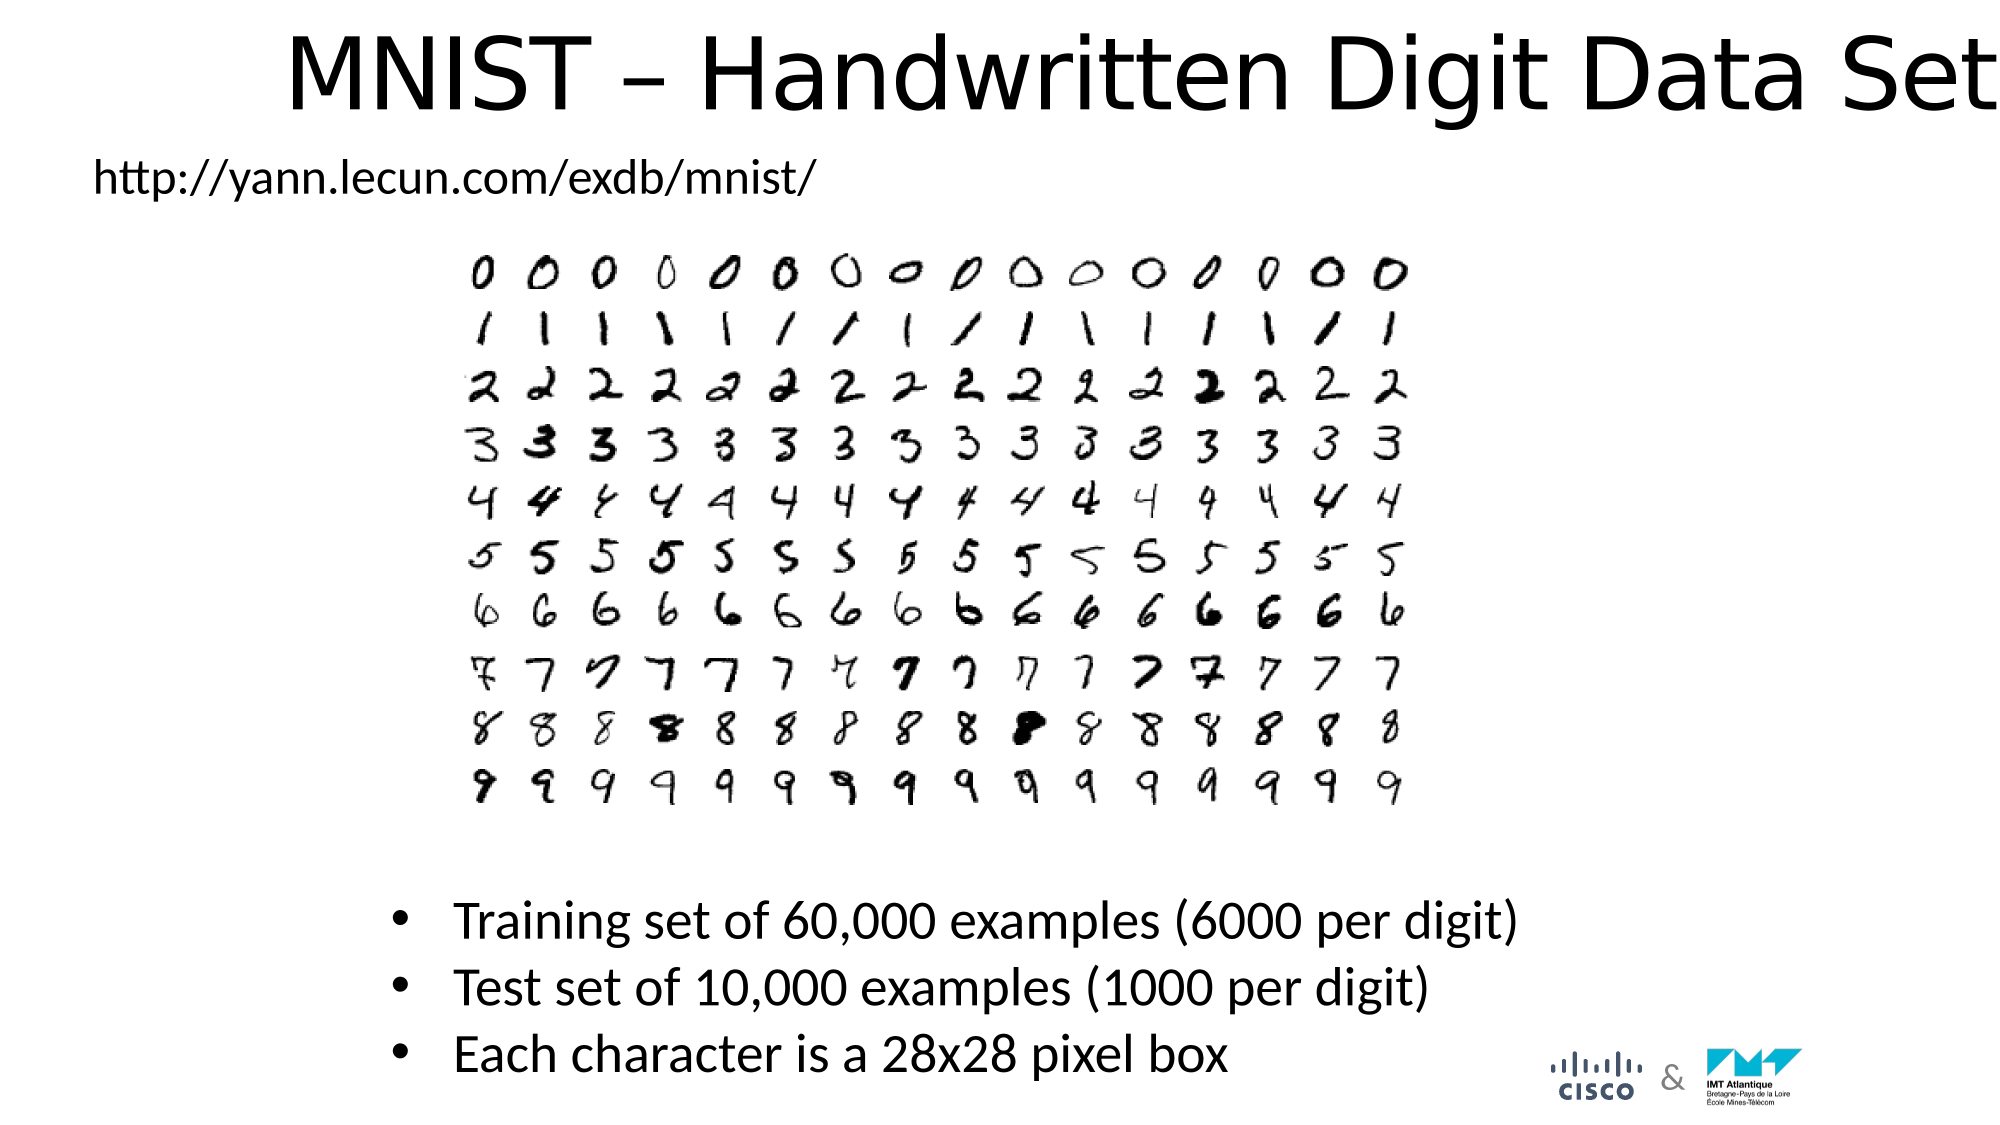 MNIST – Handwritten Digit Data Set
http://yann.lecun.com/exdb/mnist/
0 0 0 0 0 0 0 0 0 0 0 0 0 0 0 0
1 1 1 1 1 1 1 1 1 1 1 1 1 1 1 1
2 2 2 2 2 2 2 2 2 2 2 2 2 2 2 2
3 3 3 3 3 3 3 3 3 3 3 3 3 3 3 3
4 4 4 4 4 4 4 4 4 4 4 4 4 4 4 4
5 5 5 5 5 5 5 5 5 5 5 5 5 5 5 5
6 6 6 6 6 6 6 6 6 6 6 6 6 6 6 6
7 7 7 7 7 7 7 7 7 7 7 7 7 7 7 7
8 8 8 8 8 8 8 8 8 8 8 8 8 8 8 8
9 9 9 9 9 9 9 9 9 9 9 9 9 9 9 9
• Training set of 60,000 examples (6000 per digit)
• Test set of 10,000 examples (1000 per digit)
• Each character is a 28x28 pixel box
CISCO & IMT Atlantique
Bretagne-Pays de la Loire
École Mines-Télécom